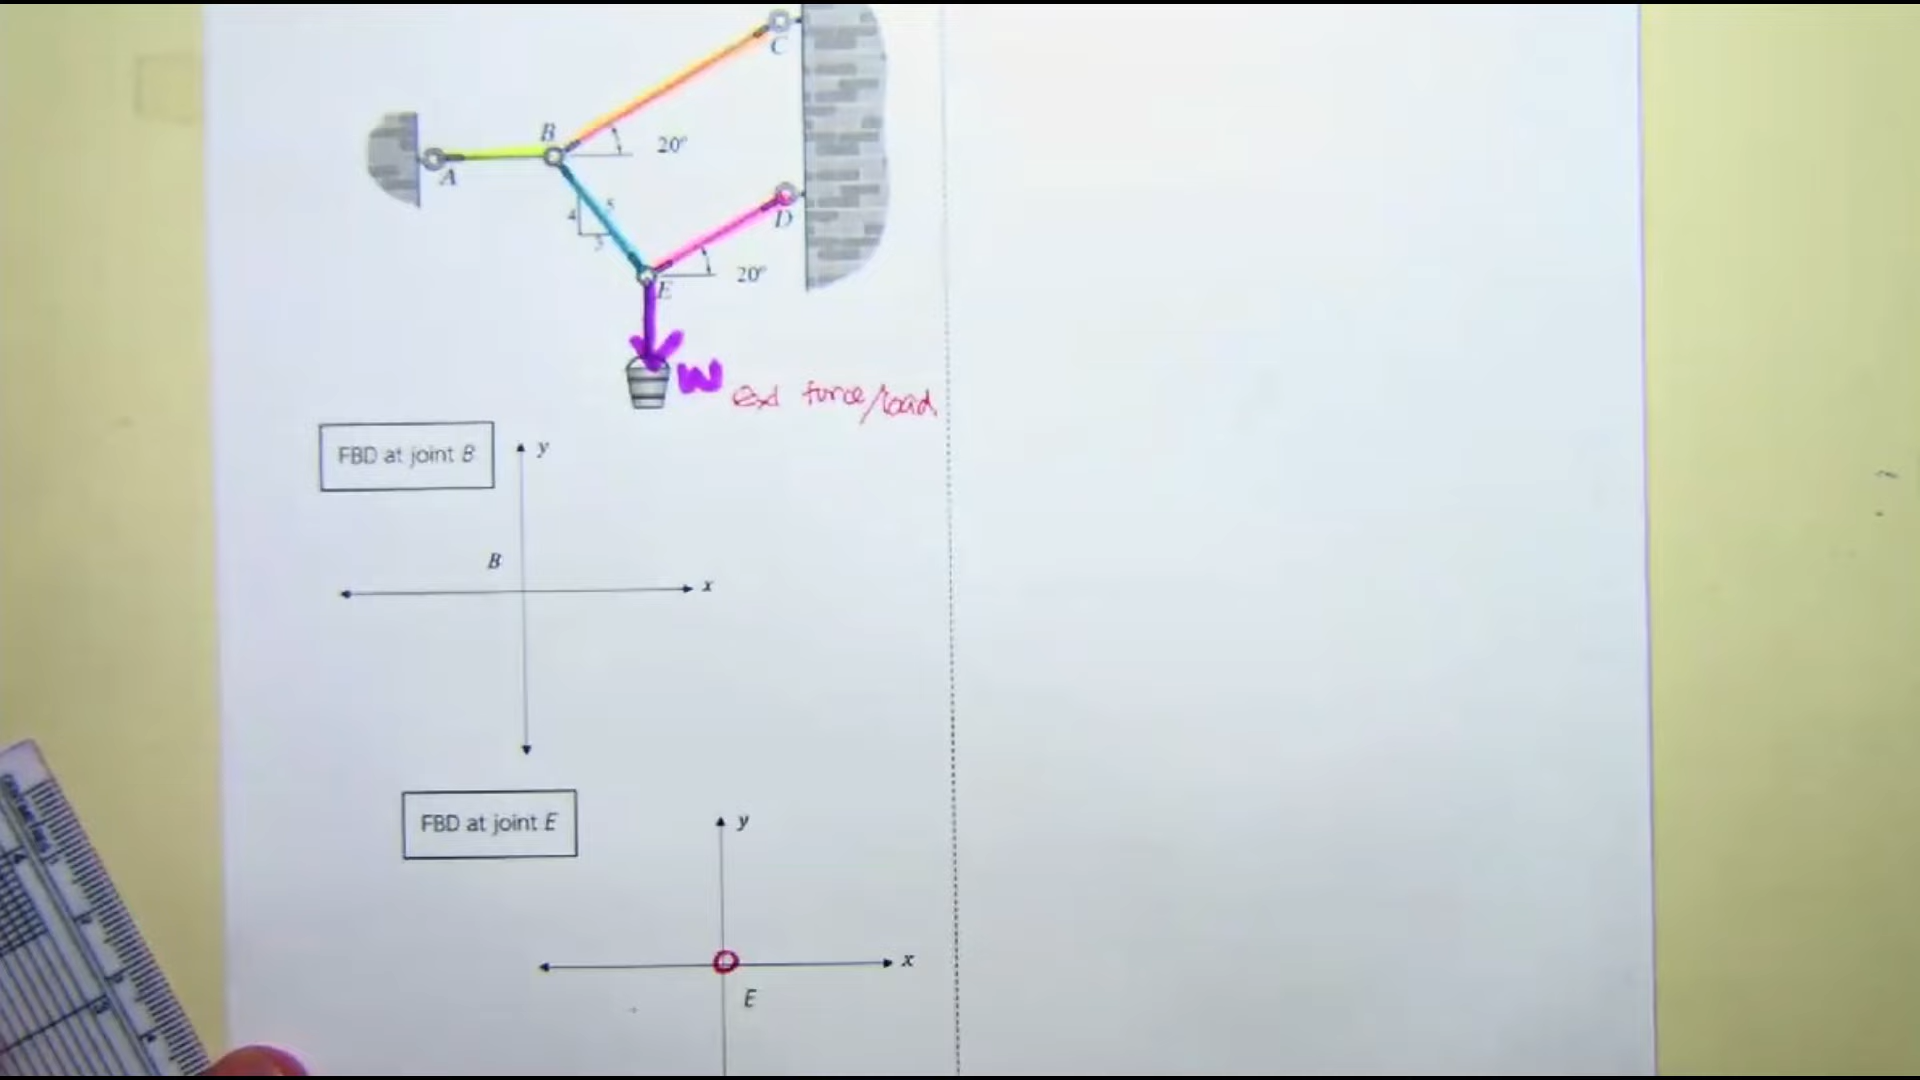 C
B
20°
A
4
5
3
D
20°
E
W
ext force/load
FBD at joint B
y
B
x
FBD at joint E
y
x
E